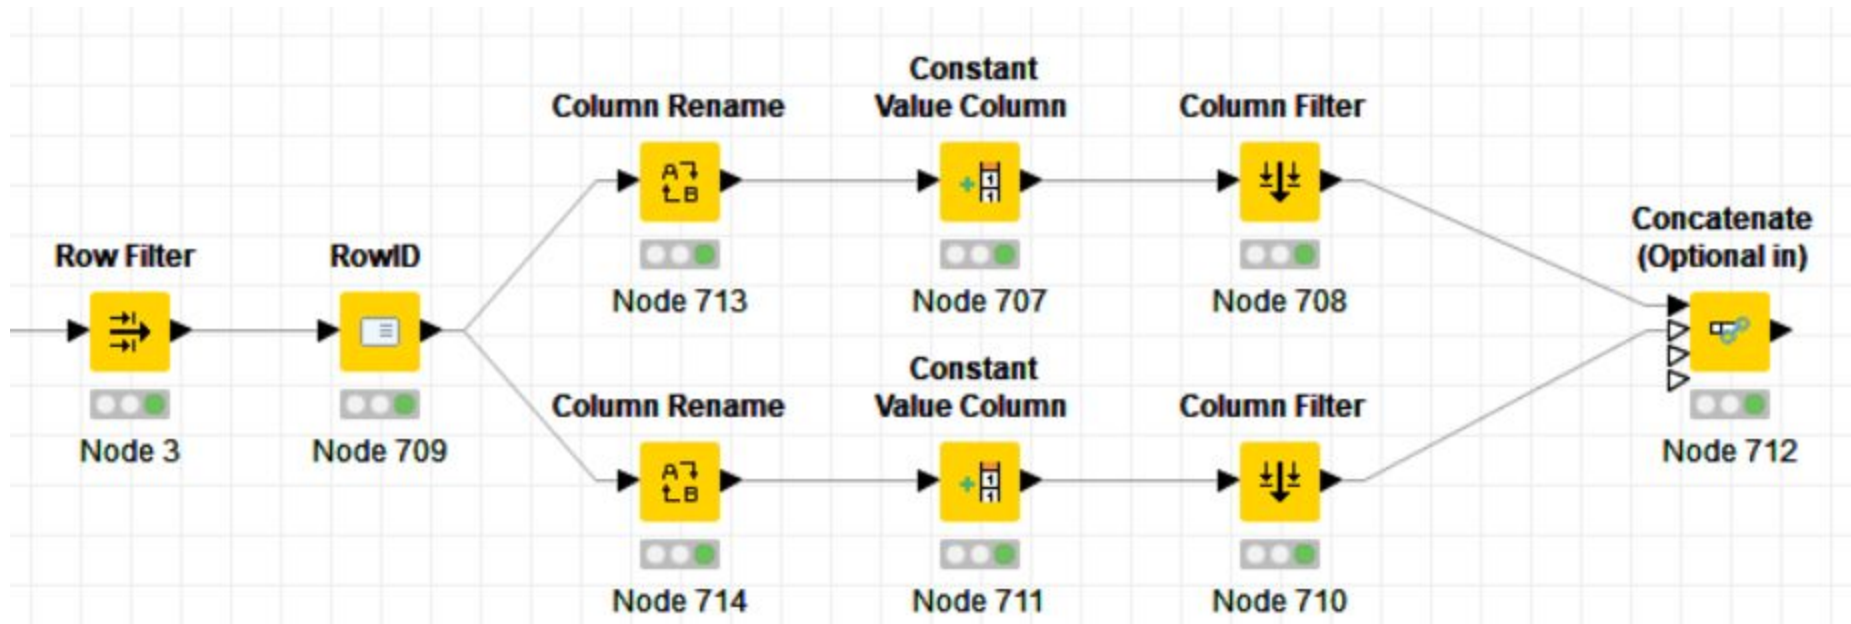 Row Filter
Node 3
RowID
Node 709
Column Rename
Node 713
Constant
Value Column
Node 707
Column Filter
Node 708
Column Rename
Node 714
Constant
Value Column
Node 711
Column Filter
Node 710
Concatenate
(Optional in)
Node 712